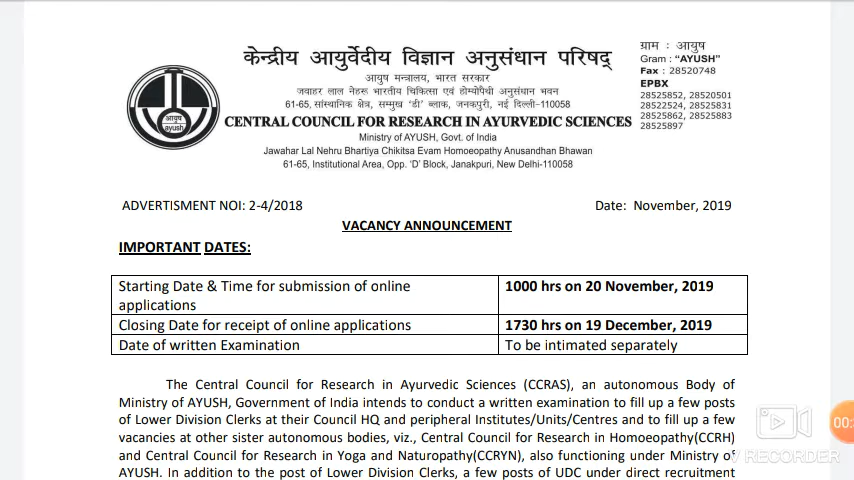 केन्द्रीय आयुर्वेदीय विज्ञान अनुसंधान परिषद्
आयुष मन्त्रालय, भारत सरकार
जवाहर लाल नेहरू भारतीय चिकित्सा एवं होम्योपैथी अनुसंधान भवन
61-65, सांस्थानिक क्षेत्र, सम्मुख 'डी' ब्लाक, जनकपुरी, नई दिल्ली-110058
CENTRAL COUNCIL FOR RESEARCH IN AYURVEDIC SCIENCES
Ministry of AYUSH, Govt. of India
Jawahar Lal Nehru Bhartiya Chikitsa Evam Homoeopathy Anusandhan Bhawan
61-65, Institutional Area, Opp. 'D' Block, Janakpuri, New Delhi-110058
आयुष
ayush
ग्राम : आयुष
Gram : "AYUSH"
Fax : 28520748
EPBX
28525852, 28520501
28522524, 28525831
28525862, 28525883
28525897
ADVERTISMENT NOI: 2-4/2018 Date: November, 2019
VACANCY ANNOUNCEMENT
IMPORTANT DATES:
Starting Date & Time for submission of online applications 1000 hrs on 20 November, 2019
Closing Date for receipt of online applications 1730 hrs on 19 December, 2019
Date of written Examination To be intimated separately
The Central Council for Research in Ayurvedic Sciences (CCRAS), an autonomous Body of
Ministry of AYUSH, Government of India intends to conduct a written examination to fill up a few posts
of Lower Division Clerks at their Council HQ and peripheral Institutes/Units/Centres and to fill up a few
vacancies at other sister autonomous bodies, viz., Central Council for Research in Homoeopathy(CCRH)
and Central Council for Research in Yoga and Naturopathy(CCRYN), also functioning under Ministry of
AYUSH. In addition to the post of Lower Division Clerks, a few posts of UDC under direct recruitment
00:
V RECORDER